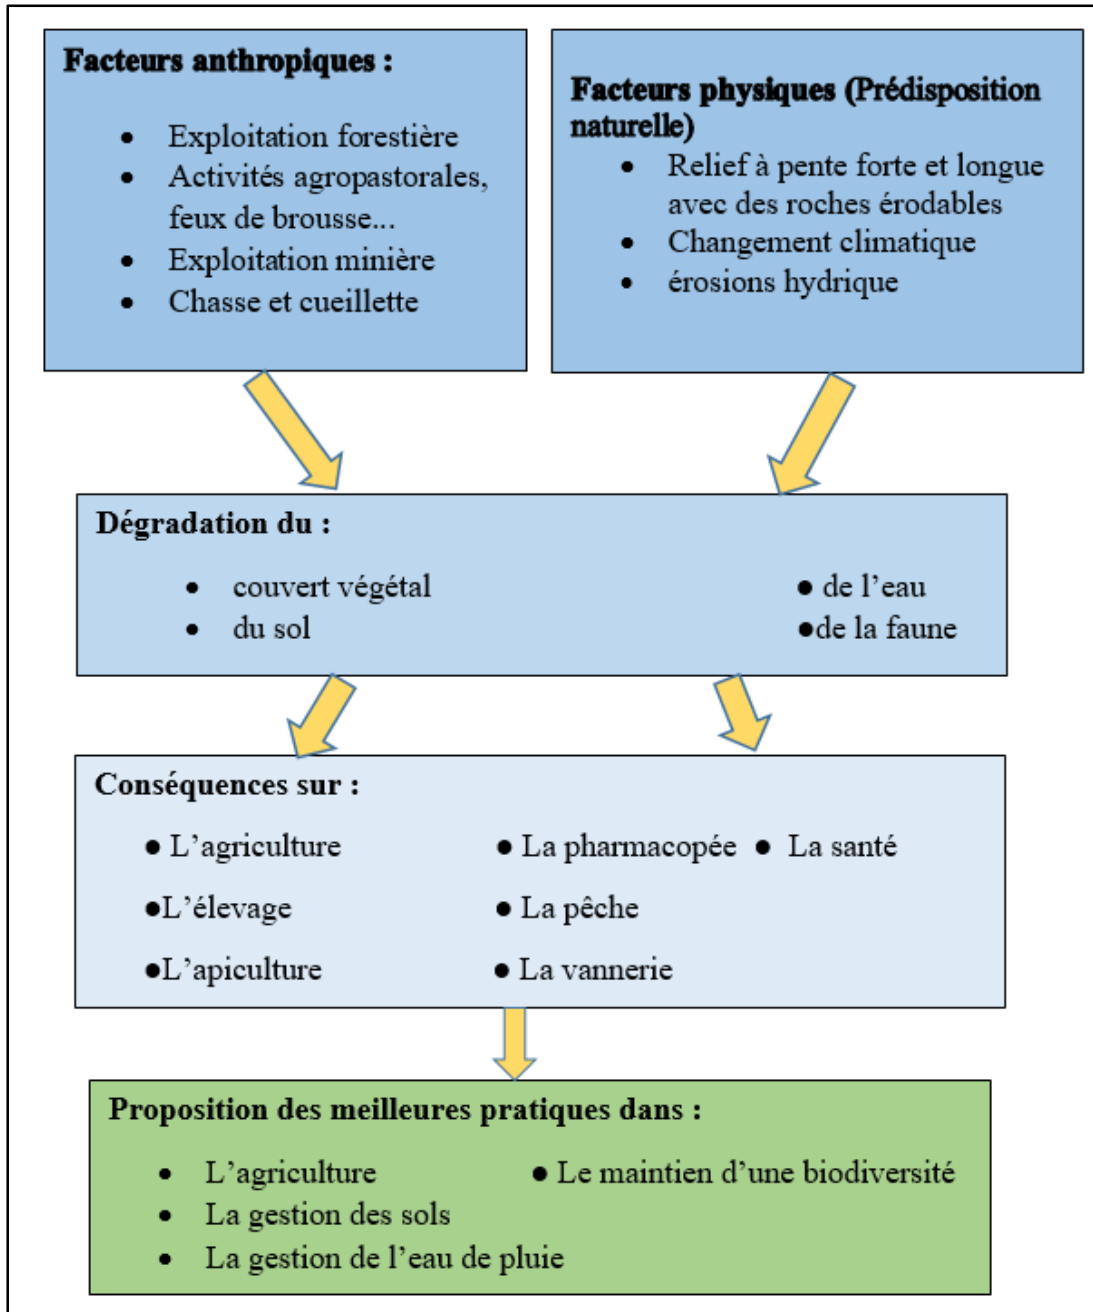 Facteurs anthropiques :
• Exploitation forestière
• Activités agropastorales,
feux de brousse...
• Exploitation minière
• Chasse et cueillette
Facteurs physiques (Prédisposition
naturelle)
• Relief à pente forte et longue
avec des roches érodables
• Changement climatique
• érosions hydrique
Dégradation du :
• couvert végétal ● de l’eau
• du sol ●de la faune
Conséquences sur :
● L’agriculture ● La pharmacopée ● La santé
●L’élevage ● La pêche
●L’apiculture ● La vannerie
Proposition des meilleures pratiques dans :
• L’agriculture ● Le maintien d’une biodiversité
• La gestion des sols
• La gestion de l’eau de pluie